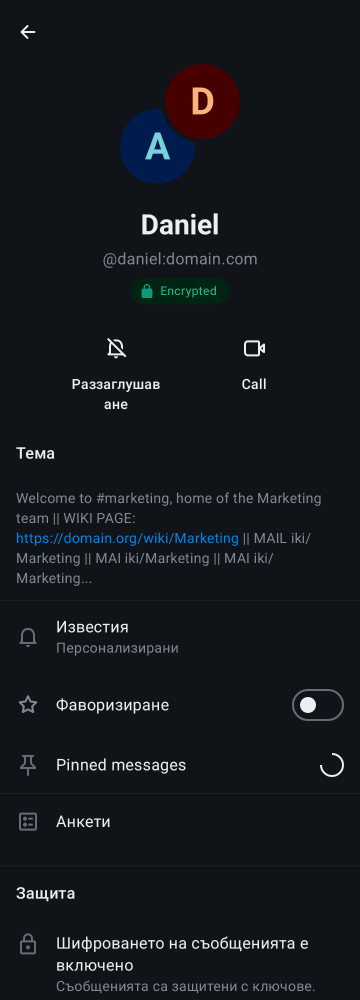 D
A
Daniel
@daniel:domain.com
Encrypted
Раззаглушав
ане
Call
Тема
Welcome to #marketing, home of the Marketing
team || WIKI PAGE:
https://domain.org/wiki/Marketing || MAIL iki/
Marketing || MAI iki/Marketing || MAI iki/
Marketing...
Известия
Персонализирани
Фаворизиране
Pinned messages
Анкети
Защита
Шифроването на съобщенията е
включено
Съобщенията са защитени с ключове.